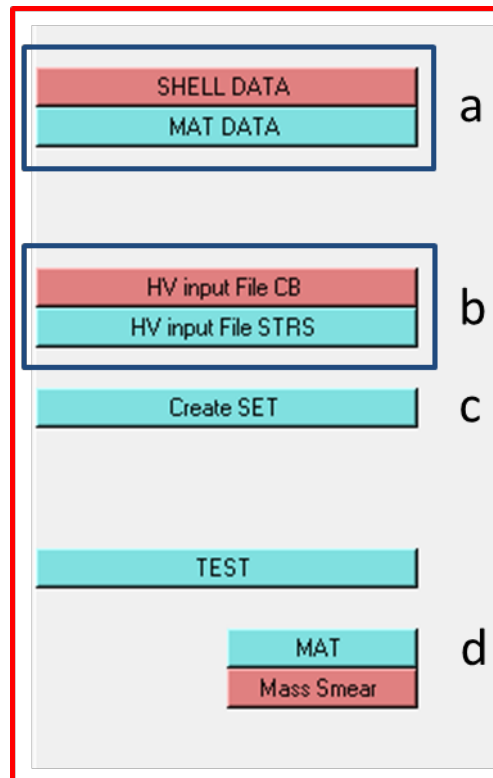 SHELL DATA
MAT DATA
a
HV input File CB
HV input File STRS
b
Create SET
c
TEST
MAT
Mass Smear
d